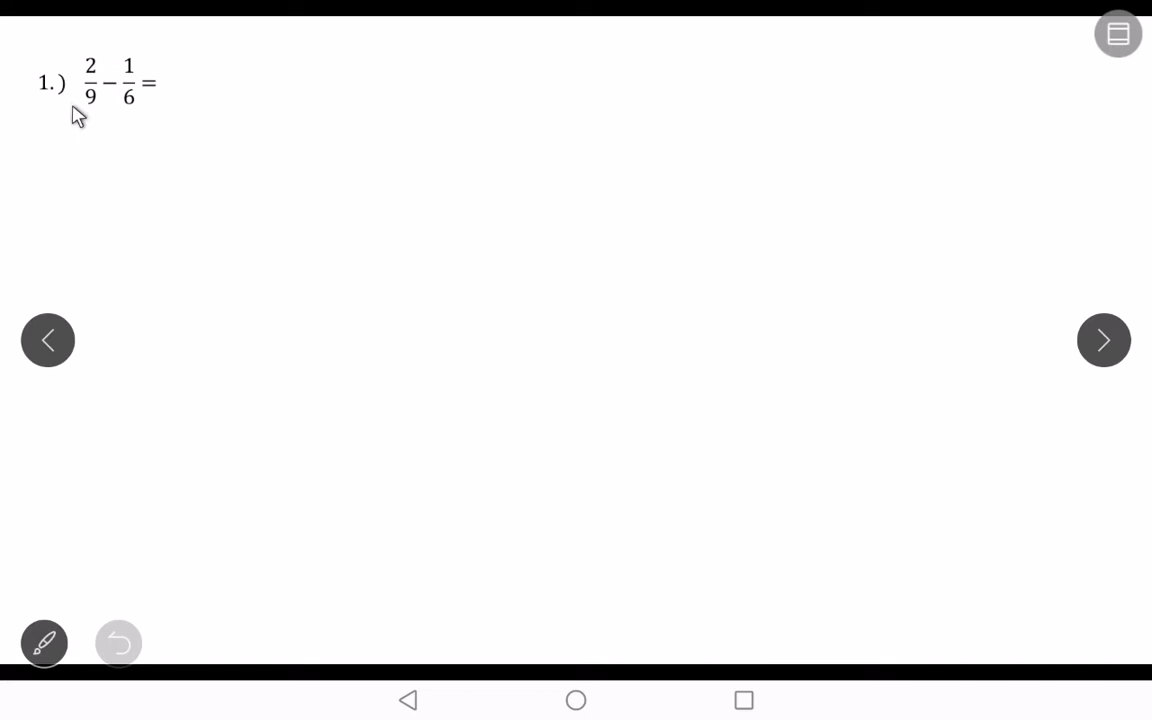 1.) 2/9 − 1/6 =